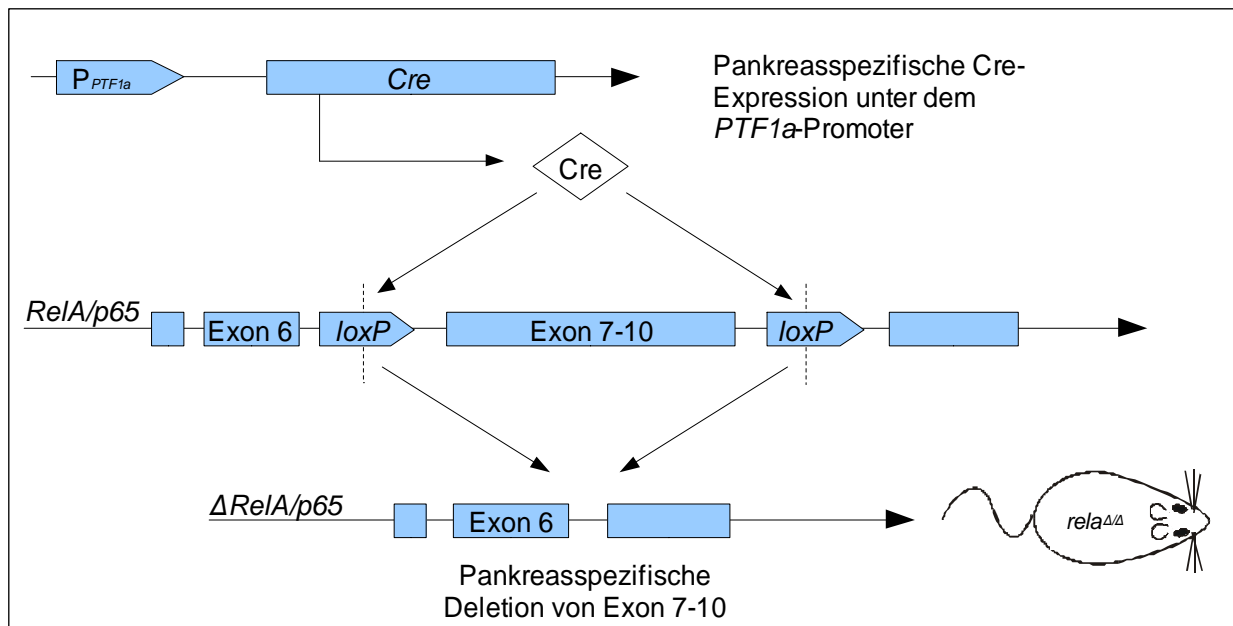 P PTF1a
Cre
Pankreasspezifische Cre-
Expression unter dem
PTF1a-Promoter
Cre
RelA/p65
Exon 6
loxP
Exon 7-10
loxP
ΔRelA/p65
Exon 6
rela Δ/Δ
Pankreasspezifische
Deletion von Exon 7-10